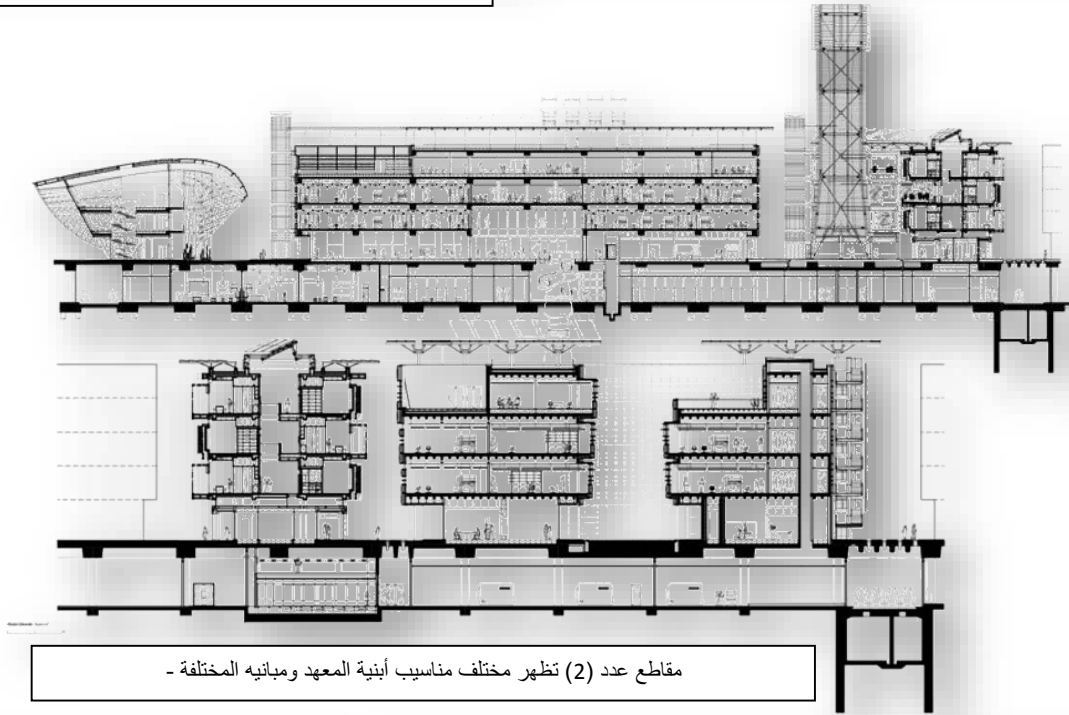 مقاطع عدد (2) تظهر مختلف مناسيب أبنية المعهد ومبانيه المختلفة -